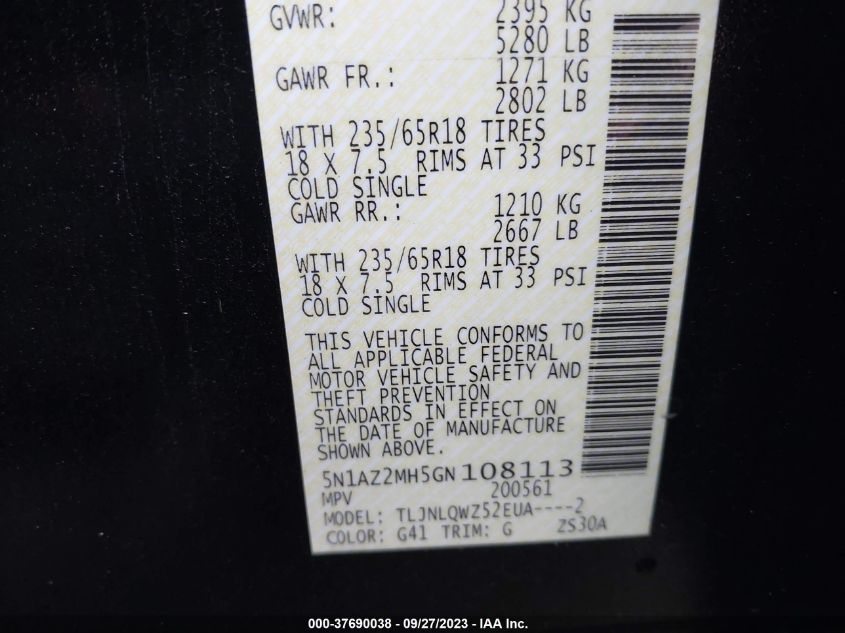 GVWR: 2395 KG
5280 LB
GAWR FR.: 1271 KG
2802 LB
WITH 235/65R18 TIRES
18 X 7.5 RIMS AT 33 PSI
COLD SINGLE
GAWR RR.: 1210 KG
2667 LB
WITH 235/65R18 TIRES
18 X 7.5 RIMS AT 33 PSI
COLD SINGLE
THIS VEHICLE CONFORMS TO
ALL APPLICABLE FEDERAL
MOTOR VEHICLE SAFETY AND
THEFT PREVENTION
STANDARDS IN EFFECT ON
THE DATE OF MANUFACTURE
SHOWN ABOVE.
5N1AZ2MH5GN108113
MPV 200561
MODEL: TLJNLQWZ52EUA----2
COLOR: G41 TRIM: G ZS30A
000-37690038 - 09/27/2023 - IAA Inc.